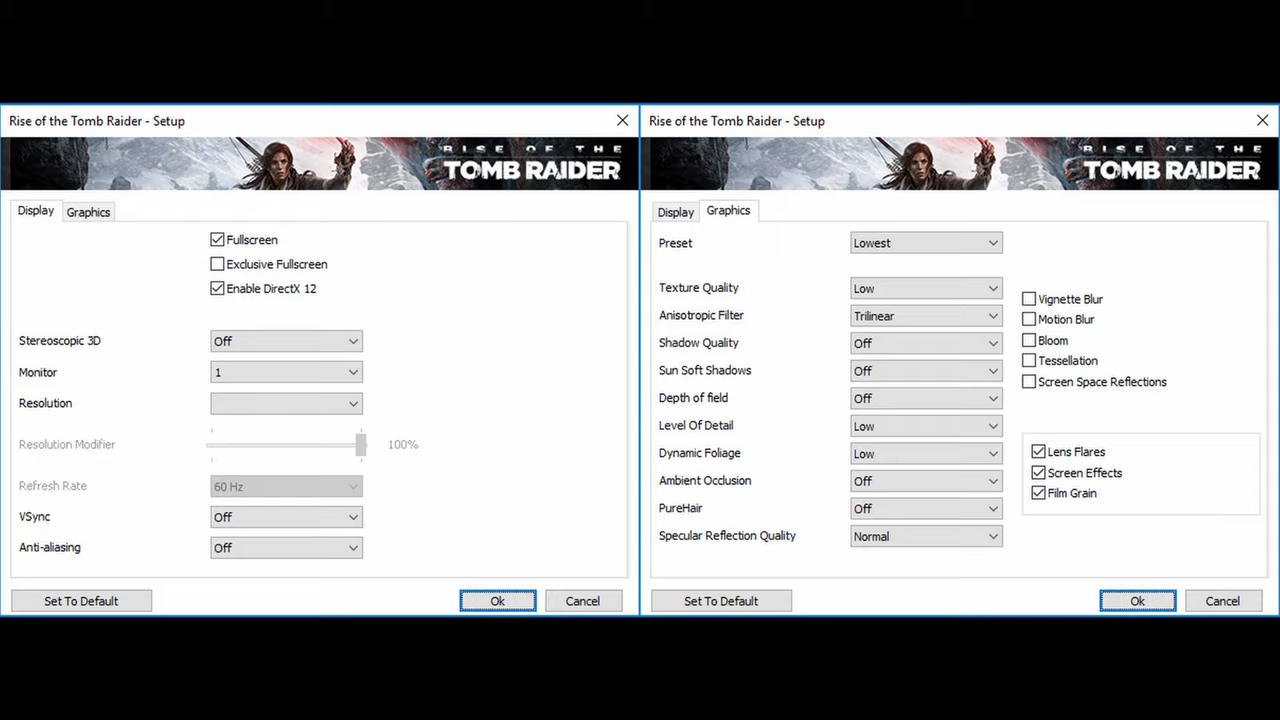 Rise of the Tomb Raider - Setup
RISE OF THE
TOMB RAIDER
Display
Graphics
Fullscreen
Exclusive Fullscreen
Enable DirectX 12
Stereoscopic 3D Off
Monitor 1
Resolution
Resolution Modifier 100%
Refresh Rate 60 Hz
VSync Off
Anti-aliasing Off
Set To Default Ok Cancel
Rise of the Tomb Raider - Setup
RISE OF THE
TOMB RAIDER
Display
Graphics
Preset Lowest
Texture Quality Low
Anisotropic Filter Trilinear
Shadow Quality Off
Sun Soft Shadows Off
Depth of field Off
Level Of Detail Low
Dynamic Foliage Low
Ambient Occlusion Off
PureHair Off
Specular Reflection Quality Normal
Vignette Blur
Motion Blur
Bloom
Tessellation
Screen Space Reflections
Lens Flares
Screen Effects
Film Grain
Set To Default Ok Cancel